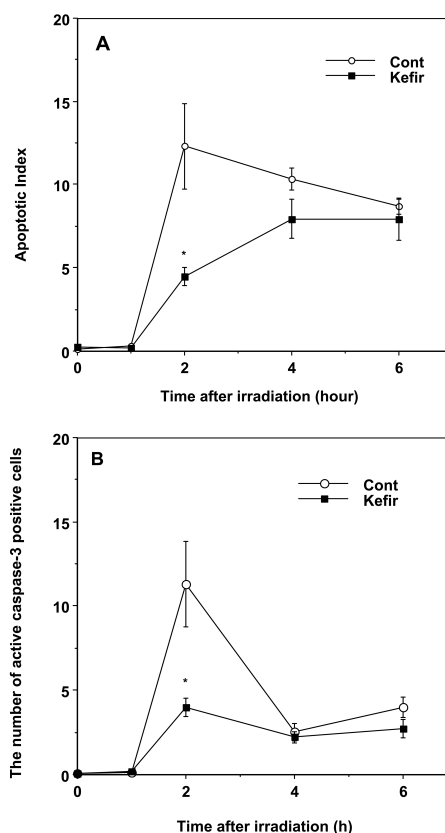 A
Cont
Kefir
20
15
10
5
0
*
Apoptotic Index
0 2 4 6
Time after irradiation (hour)
B
Cont
Kefir
20
15
10
5
0
*
The number of active caspase-3 positive cells
0 2 4 6
Time after irradiation (h)